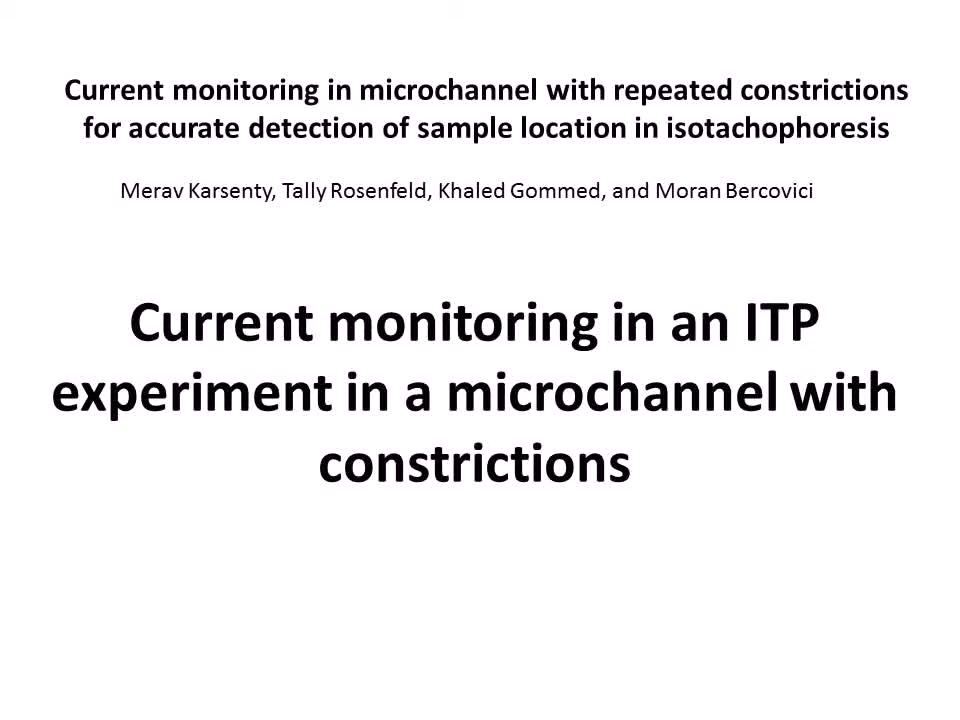 Current monitoring in microchannel with repeated constrictions
for accurate detection of sample location in isotachophoresis
Merav Karsenty, Tally Rosenfeld, Khaled Gommed, and Moran Bercovici
Current monitoring in an ITP
experiment in a microchannel with
constrictions